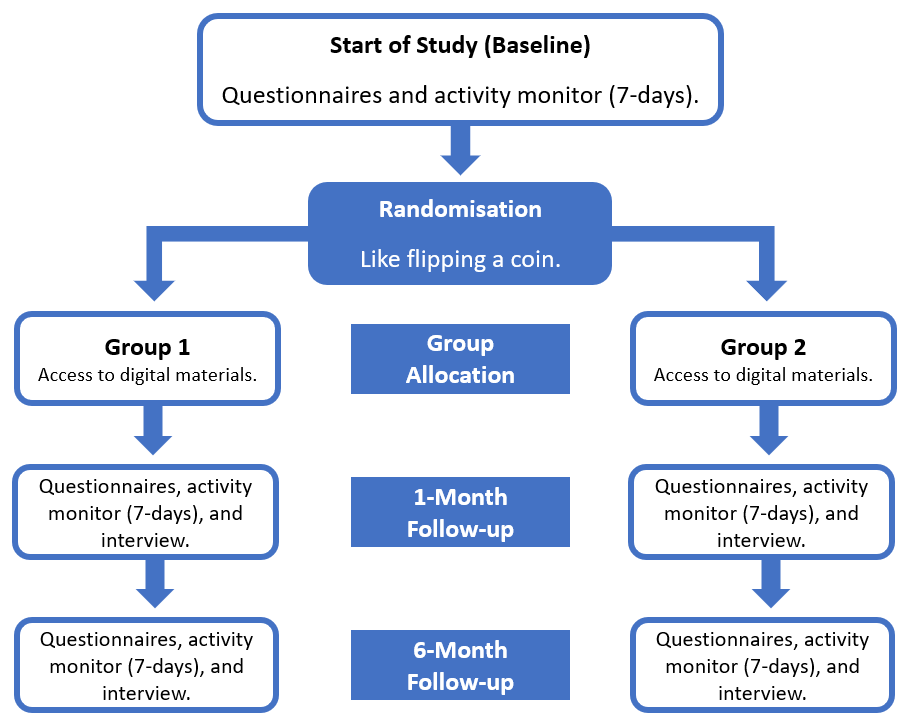 Start of Study (Baseline)
Questionnaires and activity monitor (7-days).
Randomisation
Like flipping a coin.
Group 1
Access to digital materials.
Group
Allocation
Group 2
Access to digital materials.
Questionnaires, activity
monitor (7-days), and
interview.
1-Month
Follow-up
Questionnaires, activity
monitor (7-days), and
interview.
Questionnaires, activity
monitor (7-days), and
interview.
6-Month
Follow-up
Questionnaires, activity
monitor (7-days), and
interview.